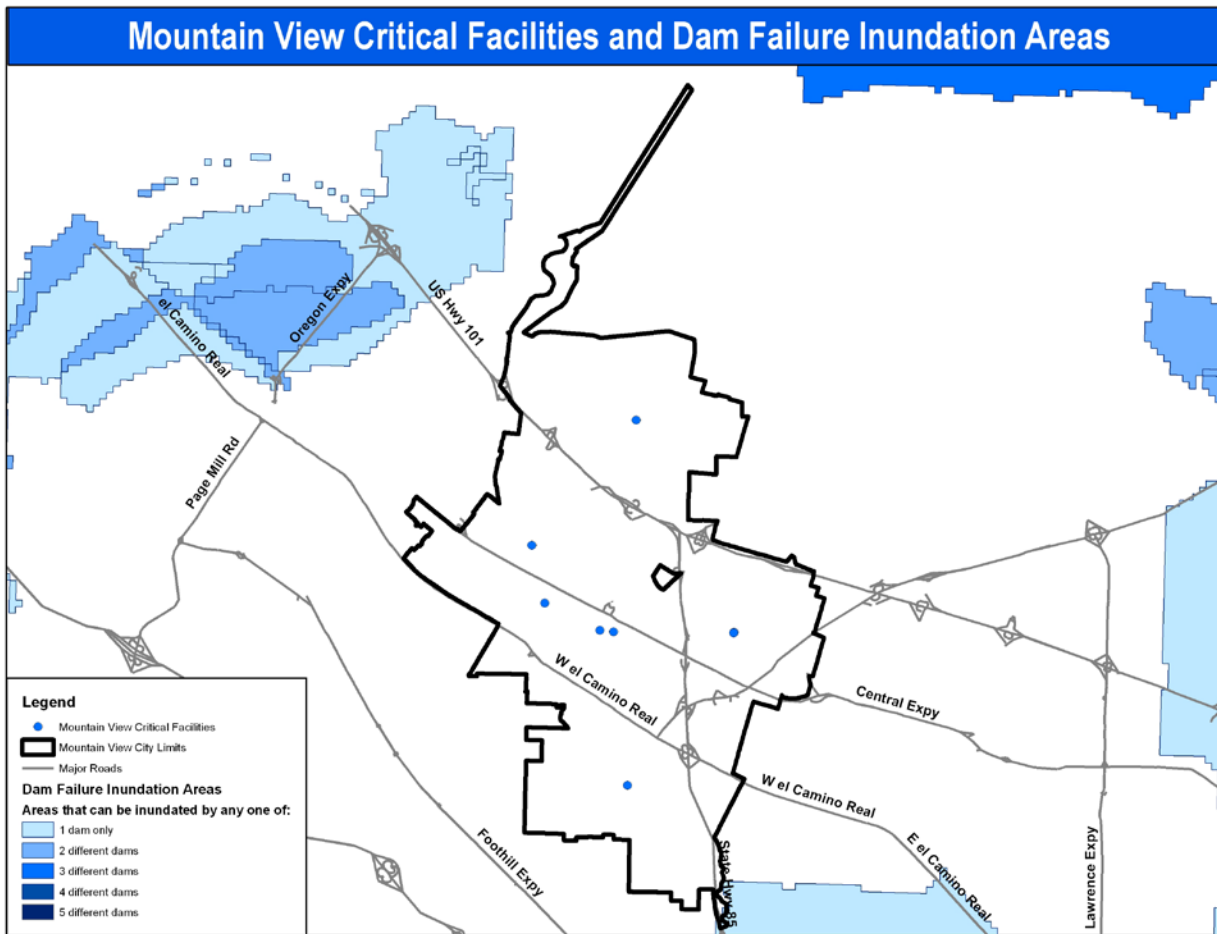 Mountain View Critical Facilities and Dam Failure Inundation Areas
US Hwy 101
Oregon Expy
el Camino Real
Page Mill Rd
W el Camino Real
Central Expy
W el Camino Real
E el Camino Real
Foothill Expy
State Hwy 85
Lawrence Expy
Legend
Mountain View Critical Facilities
Mountain View City Limits
Major Roads
Dam Failure Inundation Areas
Areas that can be inundated by any one of:
1 dam only
2 different dams
3 different dams
4 different dams
5 different dams